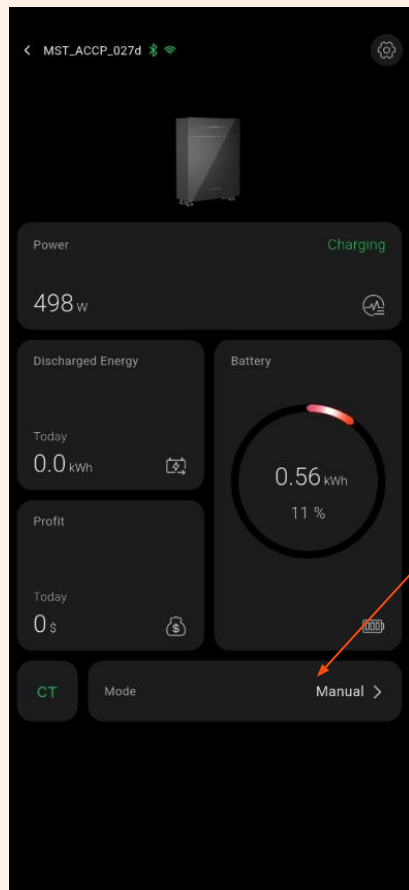 MST_ACCP_027d
Power
Charging
498 w
Discharged Energy
Today
0.0 kWh
Battery
0.56 kWh
11 %
Profit
Today
0 $
CT
Mode
Manual